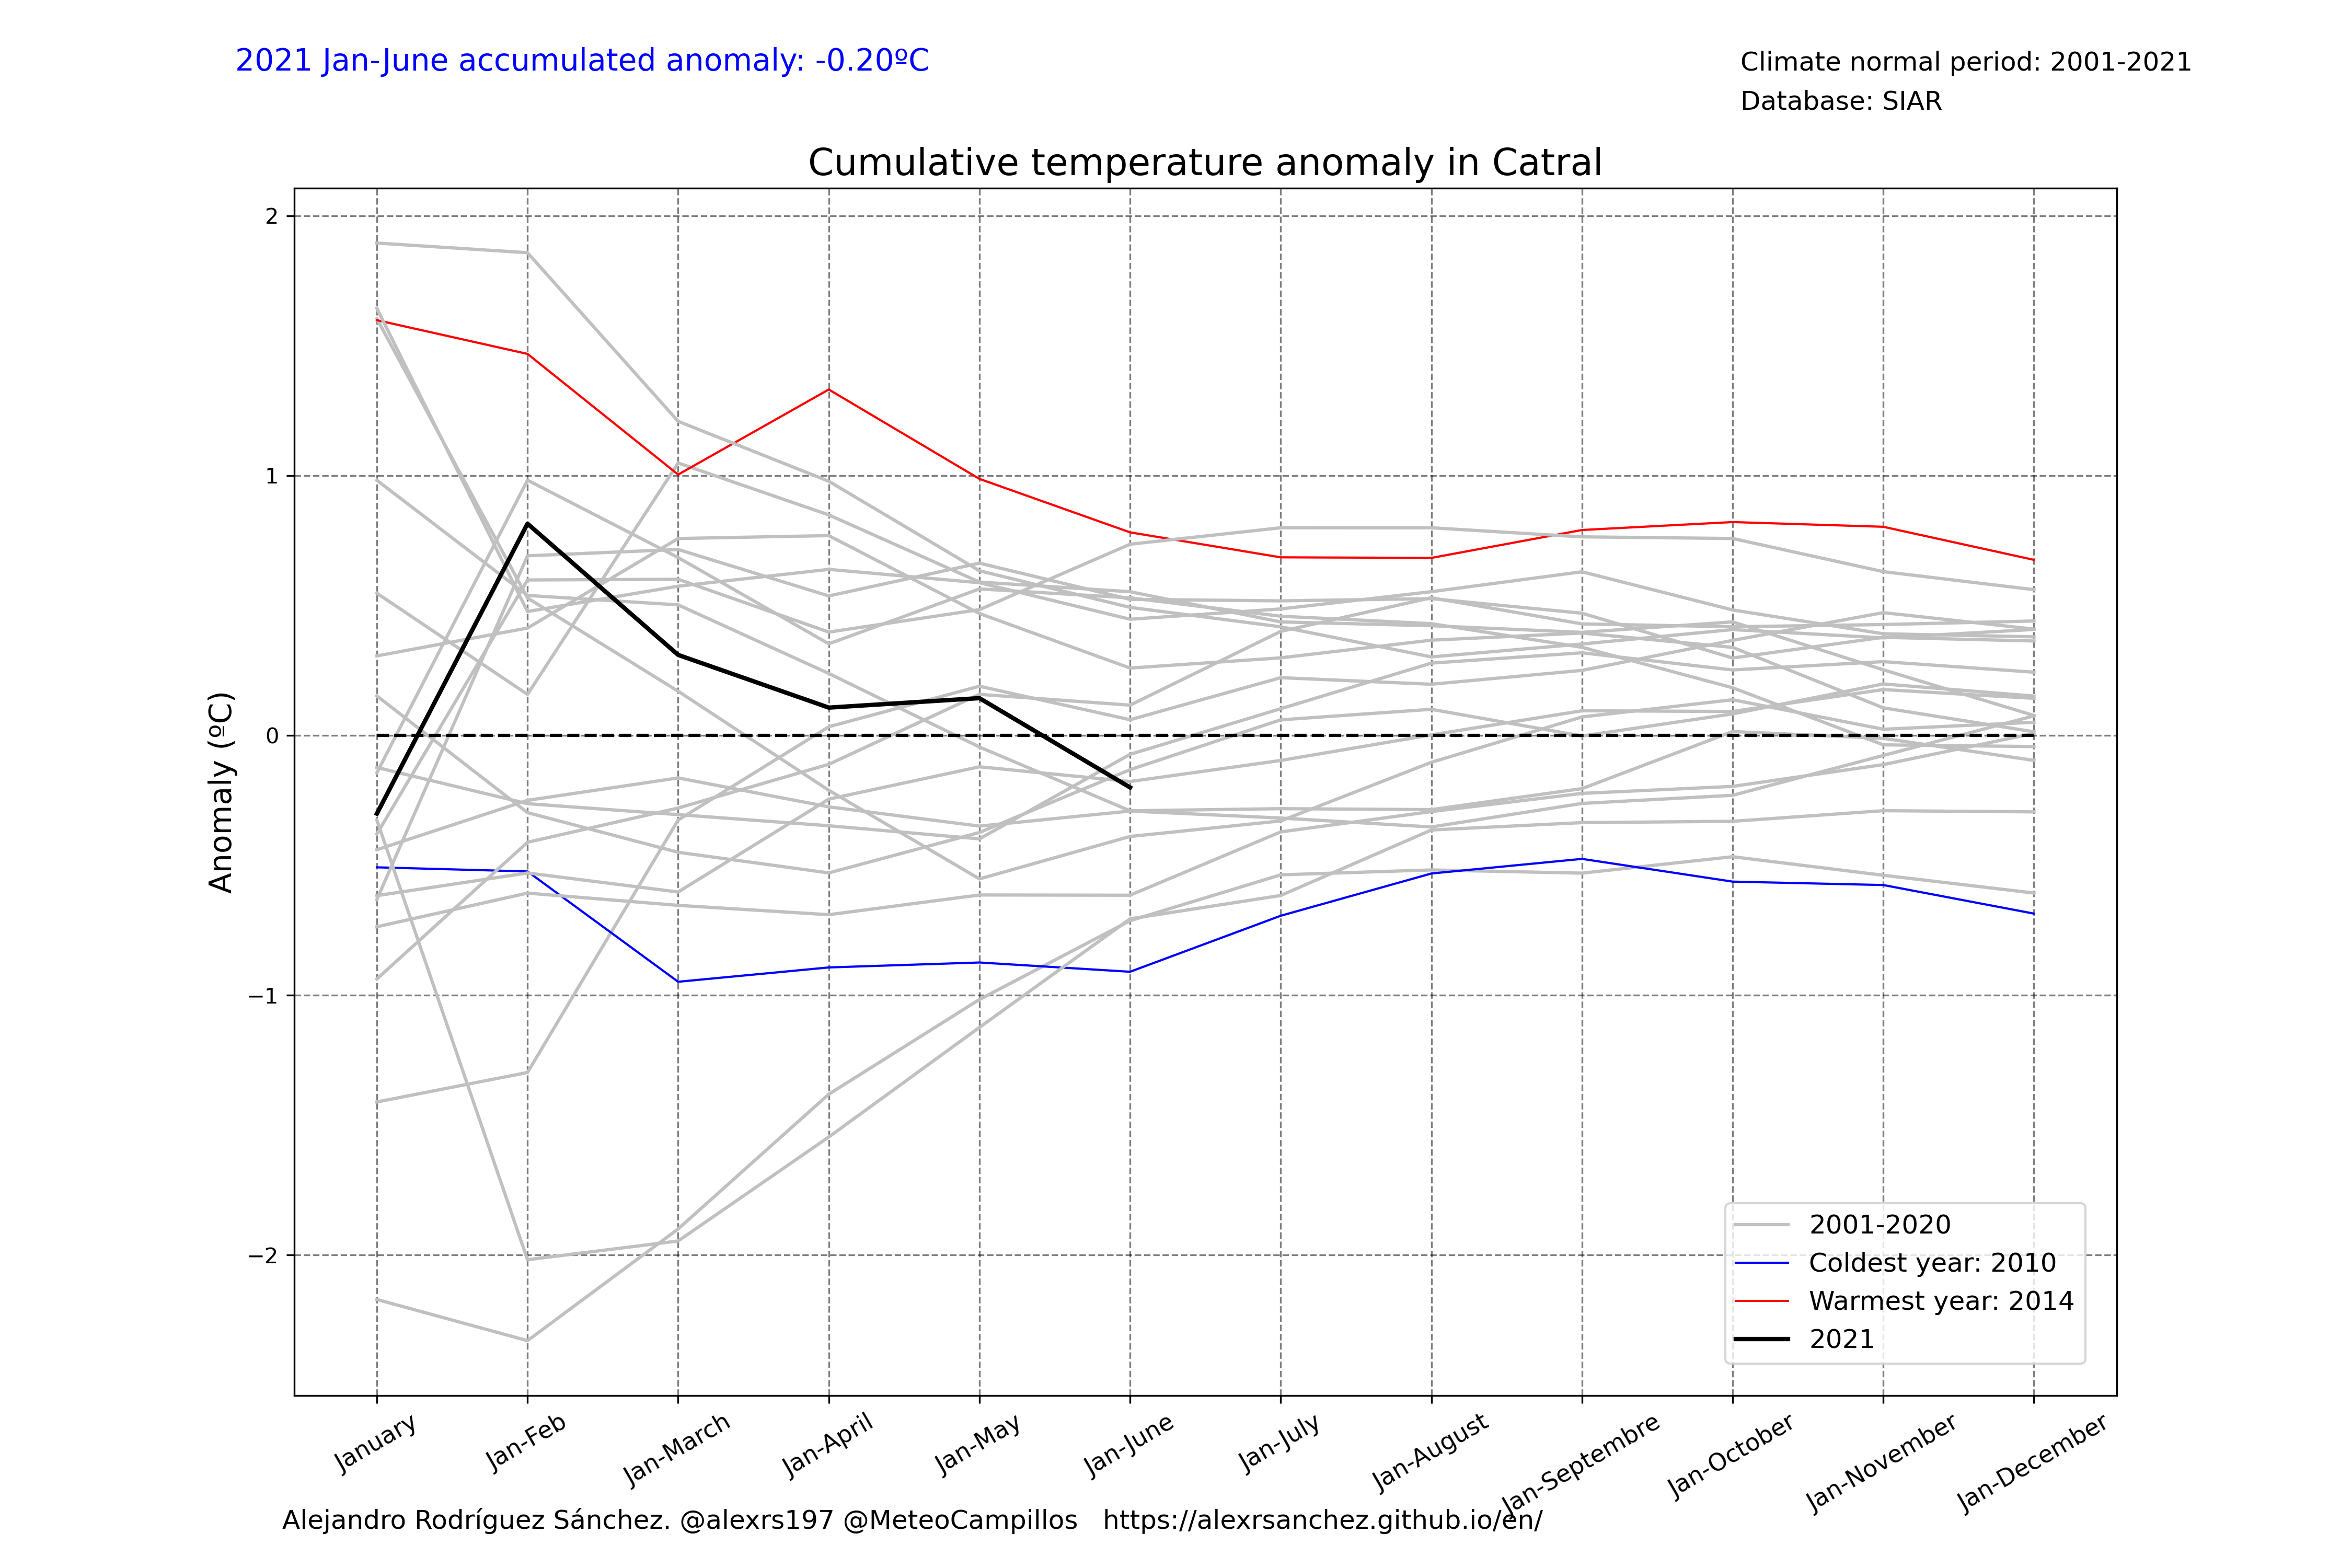 2021 Jan-June accumulated anomaly: -0.20ºC
Climate normal period: 2001-2021
Database: SIAR
Cumulative temperature anomaly in Catral
Anomaly (ºC)
2
1
0
−1
−2
2001-2020
Coldest year: 2010
Warmest year: 2014
2021
January
Jan-Feb
Jan-March
Jan-April
Jan-May
Jan-June
Jan-July
Jan-August
Jan-Septembre
Jan-October
Jan-November
Jan-December
Alejandro Rodríguez Sánchez. @alexrs197 @MeteoCampillos   https://alexrsanchez.github.io/en/